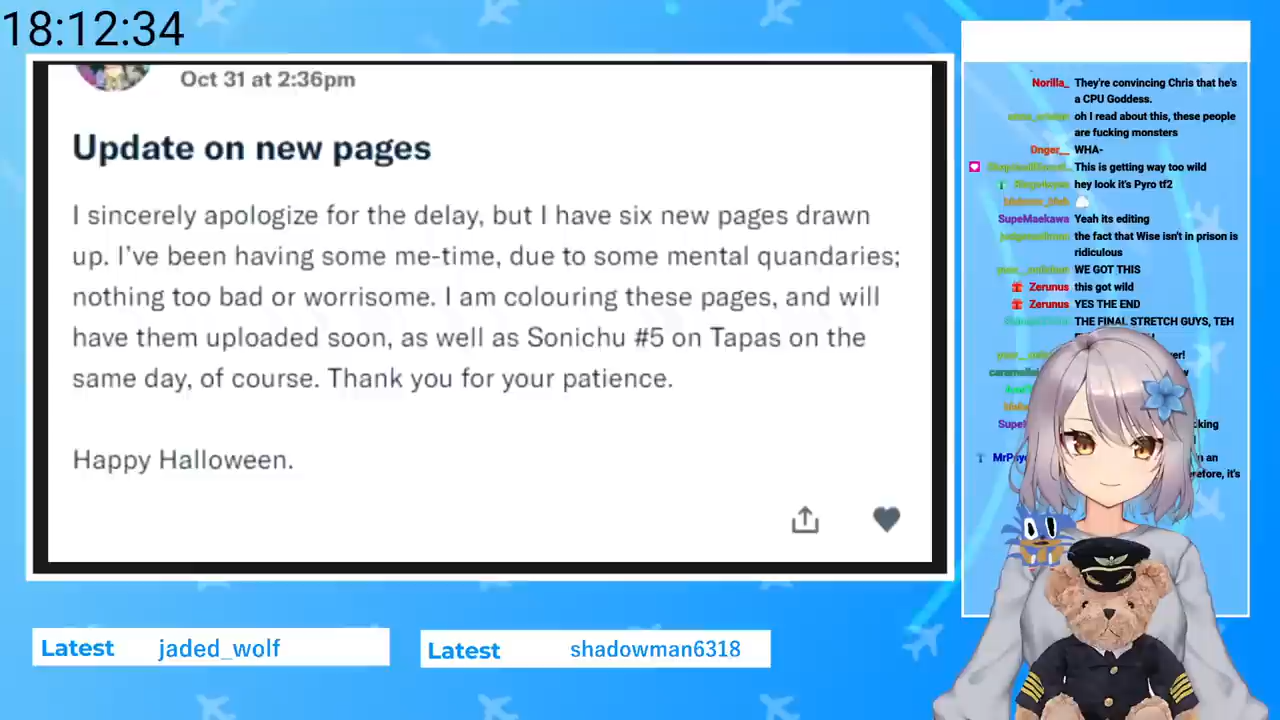 18:12:34
Oct 31 at 2:36pm
Update on new pages
I sincerely apologize for the delay, but I have six new pages drawn
up. I've been having some me-time, due to some mental quandaries;
nothing too bad or worrisome. I am colouring these pages, and will
have them uploaded soon, as well as Sonichu #5 on Tapas on the
same day, of course. Thank you for your patience.
Happy Halloween.
Latest jaded_wolf
Latest shadowman6318
Norilla_ They're convincing Chris that he's
a CPU Goddess.
oh I read about this, these people
are fucking monsters
Dnger__ WHA-
This is getting way too wild
hey look it's Pyro tf2
SupeMaekawa Yeah its editing
the fact that Wise isn't in prison is
ridiculous
WE GOT THIS
Zerunus this got wild
Zerunus YES THE END
THE FINAL STRETCH GUYS, TEH